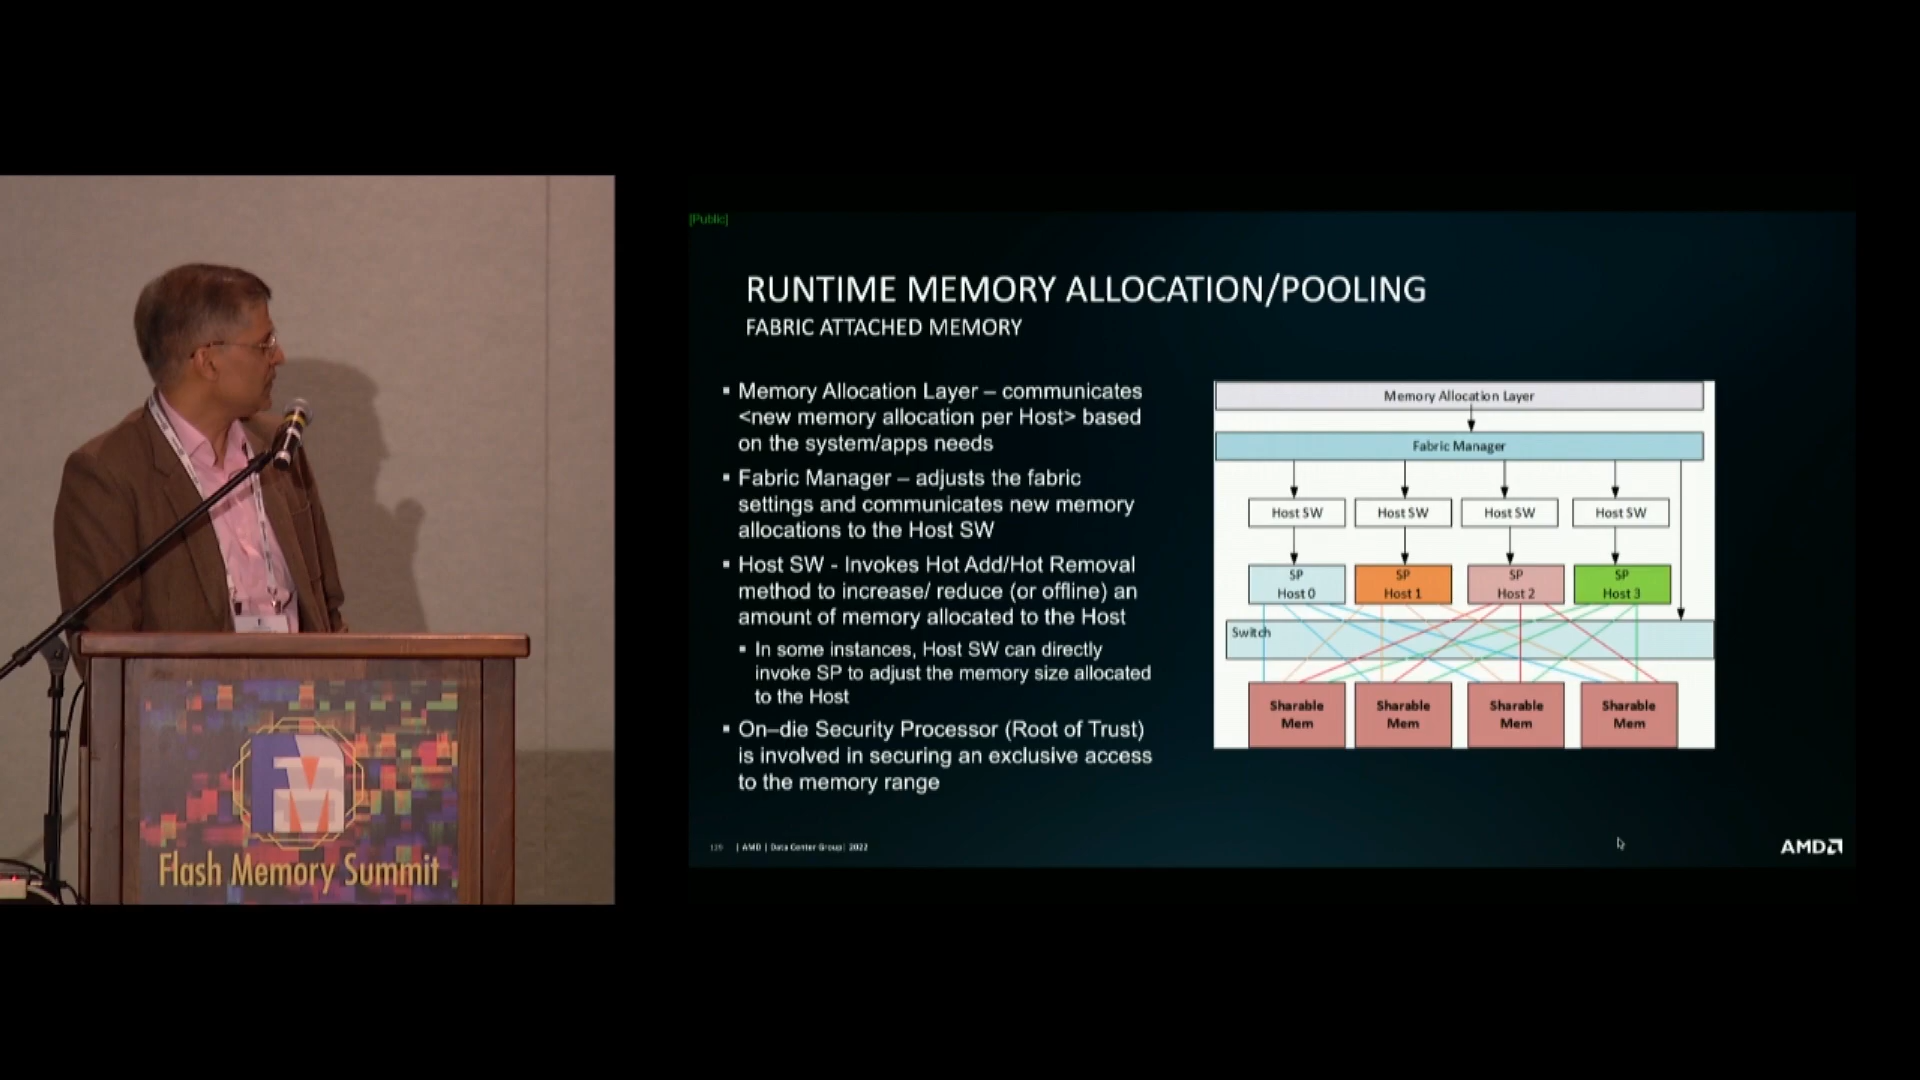 [Public]
RUNTIME MEMORY ALLOCATION/POOLING
FABRIC ATTACHED MEMORY
▪ Memory Allocation Layer – communicates
<new memory allocation per Host> based
on the system/apps needs
▪ Fabric Manager – adjusts the fabric
settings and communicates new memory
allocations to the Host SW
▪ Host SW - Invokes Hot Add/Hot Removal
method to increase/ reduce (or offline) an
amount of memory allocated to the Host
▪ In some instances, Host SW can directly
invoke SP to adjust the memory size allocated
to the Host
▪ On–die Security Processor (Root of Trust)
is involved in securing an exclusive access
to the memory range
Memory Allocation Layer
Fabric Manager
Host SW Host SW Host SW Host SW
SP SP SP SP
Host 0 Host 1 Host 2 Host 3
Switch
Sharable Sharable Sharable Sharable
Mem Mem Mem Mem
| AMD | Data Center Group | 2022
AMD
FM
Flash Memory Summit